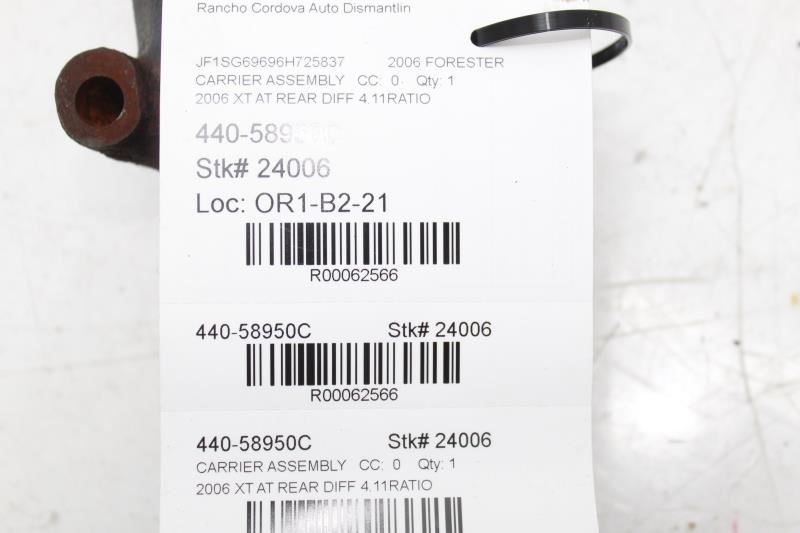 Rancho Cordova Auto Dismantlin
JF1SG69696H725837 2006 FORESTER
CARRIER ASSEMBLY CC: 0 Qty: 1
2006 XT AT REAR DIFF 4.11RATIO
440-58950C
Stk# 24006
Loc: OR1-B2-21
R00062566
440-58950C Stk# 24006
R00062566
440-58950C Stk# 24006
CARRIER ASSEMBLY CC: 0 Qty: 1
2006 XT AT REAR DIFF 4.11RATIO